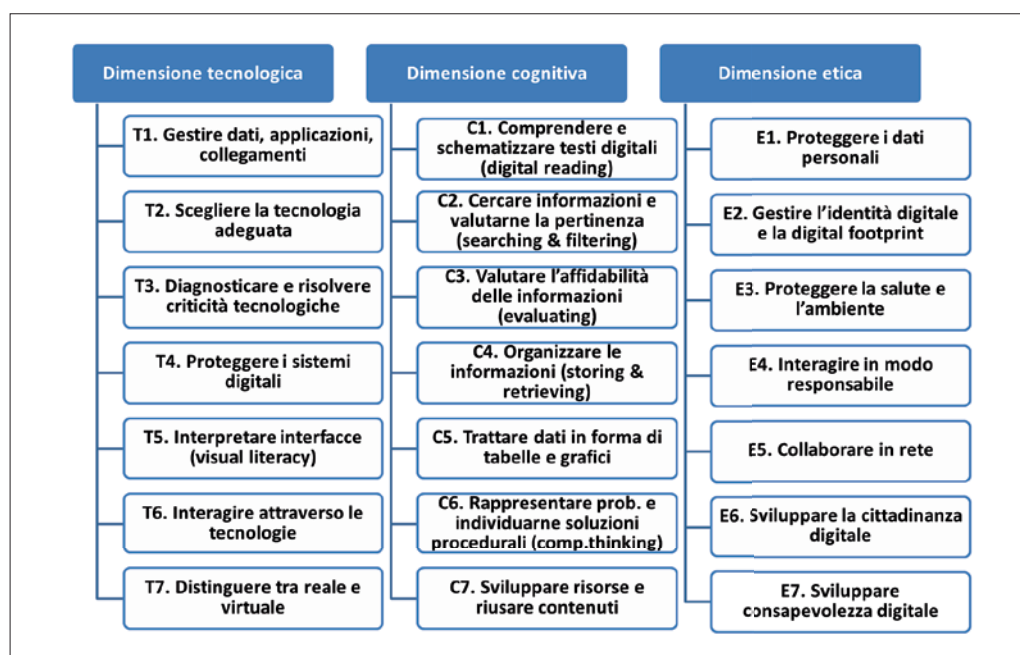 Dimensione tecnologica
T1. Gestire dati, applicazioni,
collegamenti
T2. Scegliere la tecnologia
adeguata
T3. Diagnosticare e risolvere
criticità tecnologiche
T4. Proteggere i sistemi
digitali
T5. Interpretare interfacce
(visual literacy)
T6. Interagire attraverso le
tecnologie
T7. Distinguere tra reale e
virtuale
Dimensione cognitiva
C1. Comprendere e
schematizzare testi digitali
(digital reading)
C2. Cercare informazioni e
valutarne la pertinenza
(searching & filtering)
C3. Valutare l’affidabilità
delle informazioni
(evaluating)
C4. Organizzare le
informazioni (storing &
retrieving)
C5. Trattare dati in forma di
tabelle e grafici
C6. Rappresentare prob. e
individuarne soluzioni
procedurali (comp.thinking)
C7. Sviluppare risorse e
riusare contenuti
Dimensione etica
E1. Proteggere i dati
personali
E2. Gestire l’identità digitale
e la digital footprint
E3. Proteggere la salute e
l’ambiente
E4. Interagire in modo
responsabile
E5. Collaborare in rete
E6. Sviluppare la cittadinanza
digitale
E7. Sviluppare
consapevolezza digitale